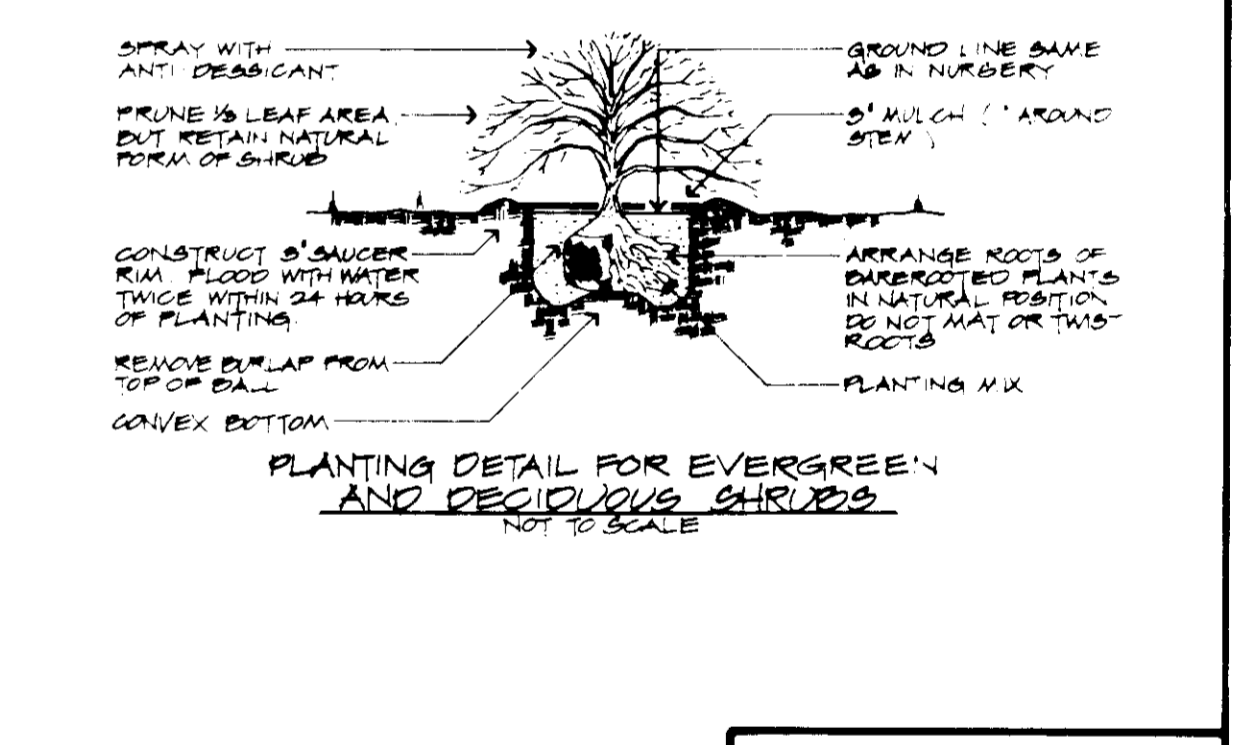 SPRAY WITH
ANTI-DESSICANT
PRUNE 1/3 LEAF AREA,
BUT RETAIN NATURAL
FORM OF SHRUB
CONSTRUCT 3" SAUCER
RIM. FLOOD WITH WATER
TWICE WITHIN 24 HOURS
OF PLANTING.
REMOVE BURLAP FROM
TOP OF BALL
CONVEX BOTTOM
GROUND LINE SAME
AS IN NURSERY
3" MULCH ( " AROUND
STEM )
ARRANGE ROOTS OF
BAREROOTED PLANTS
IN NATURAL POSITION
DO NOT MAT OR TWIST
ROOTS
PLANTING MIX
PLANTING DETAIL FOR EVERGREEN
AND DECIDUOUS SHRUBS
NOT TO SCALE